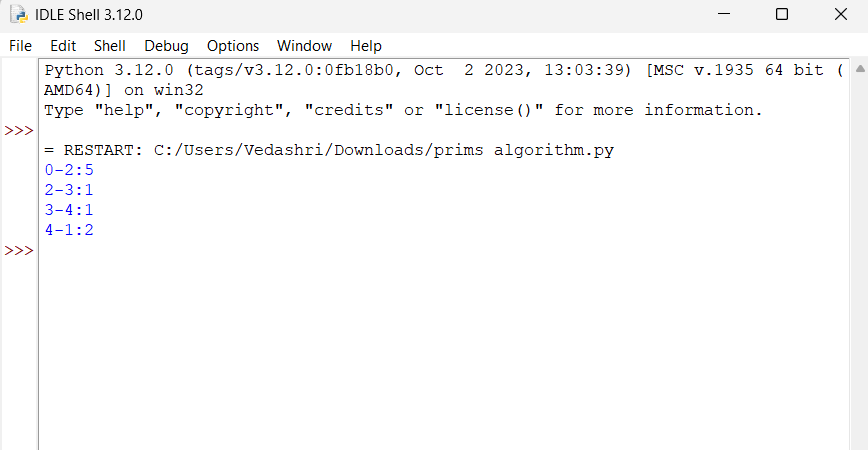 IDLE Shell 3.12.0
File Edit Shell Debug Options Window Help
Python 3.12.0 (tags/v3.12.0:0fb18b0, Oct  2 2023, 13:03:39) [MSC v.1935 64 bit (
AMD64)] on win32
Type "help", "copyright", "credits" or "license()" for more information.
>>>
= RESTART: C:/Users/Vedashri/Downloads/prims algorithm.py
0-2:5
2-3:1
3-4:1
4-1:2
>>>